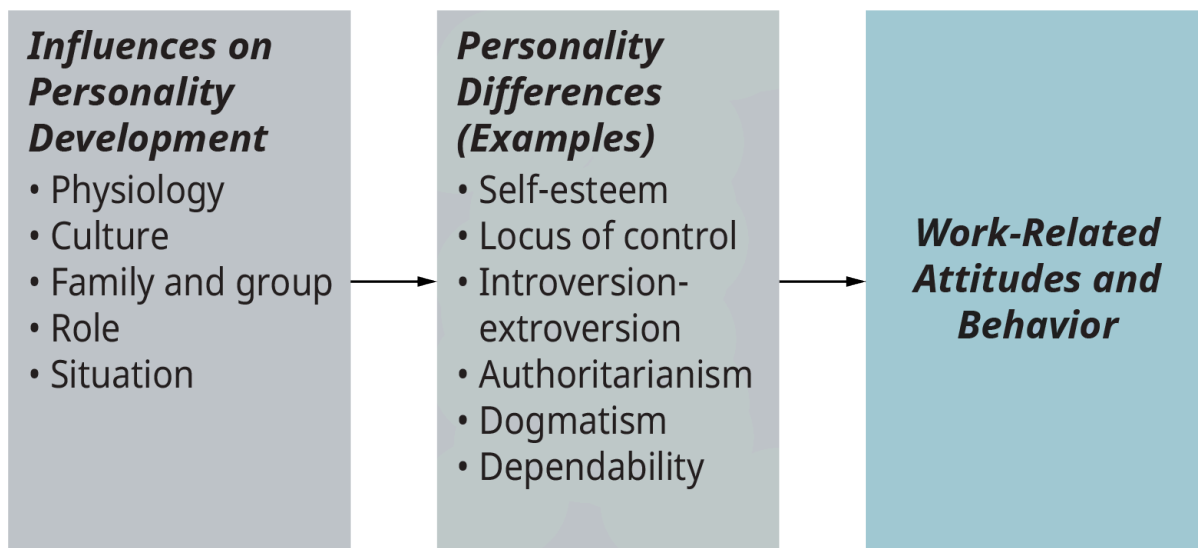 Influences on
Personality
Development
• Physiology
• Culture
• Family and group
• Role
• Situation
Personality
Differences
(Examples)
• Self-esteem
• Locus of control
• Introversion-
extroversion
• Authoritarianism
• Dogmatism
• Dependability
Work-Related
Attitudes and
Behavior